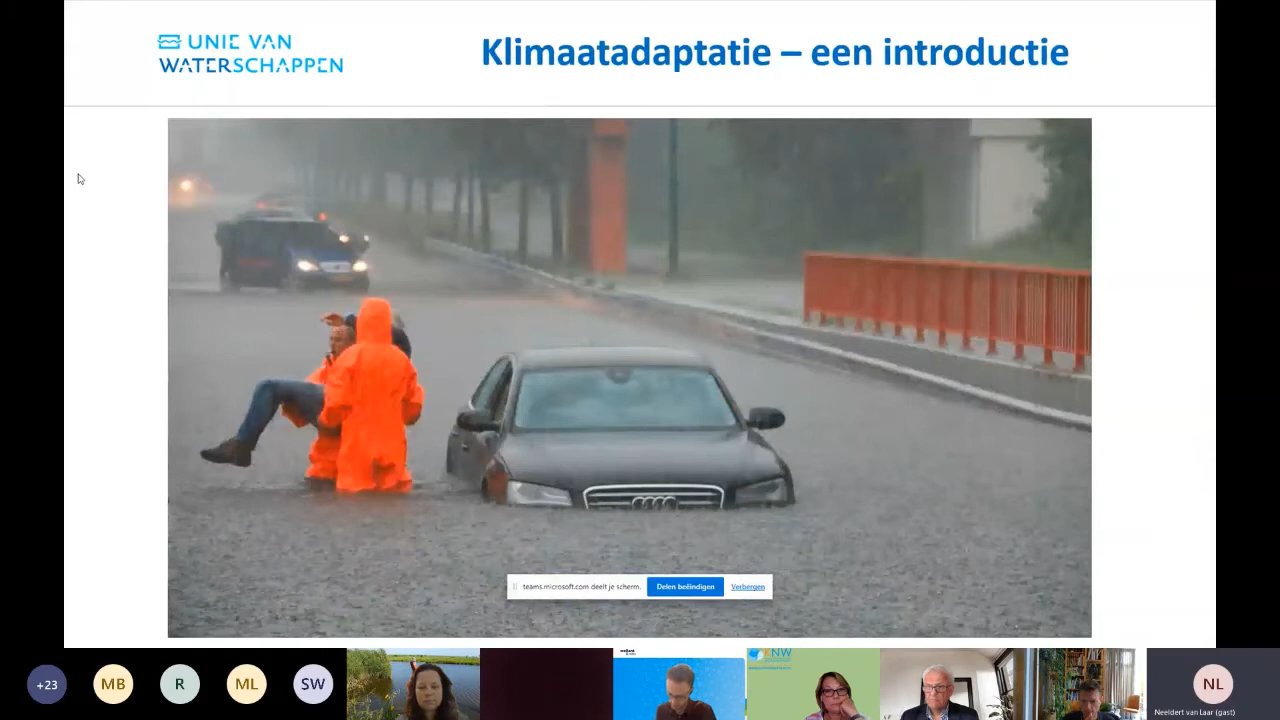 UNIE VAN
WATERSCHAPPEN
Klimaatadaptatie – een introductie
teams.microsoft.com deelt je scherm.
Delen beëindigen
Verbergen
+23
MB
R
ML
SW
KNW
NL
Neeldert van Laar (gast)